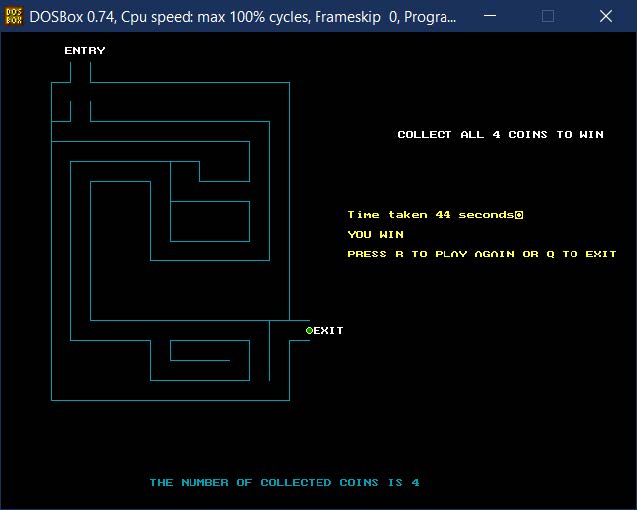 DOSBox 0.74, Cpu speed: max 100% cycles, Frameskip 0, Progra...
ENTRY
COLLECT ALL 4 COINS TO WIN
Time taken 44 seconds
YOU WIN
PRESS R TO PLAY AGAIN OR Q TO EXIT
EXIT
THE NUMBER OF COLLECTED COINS IS 4